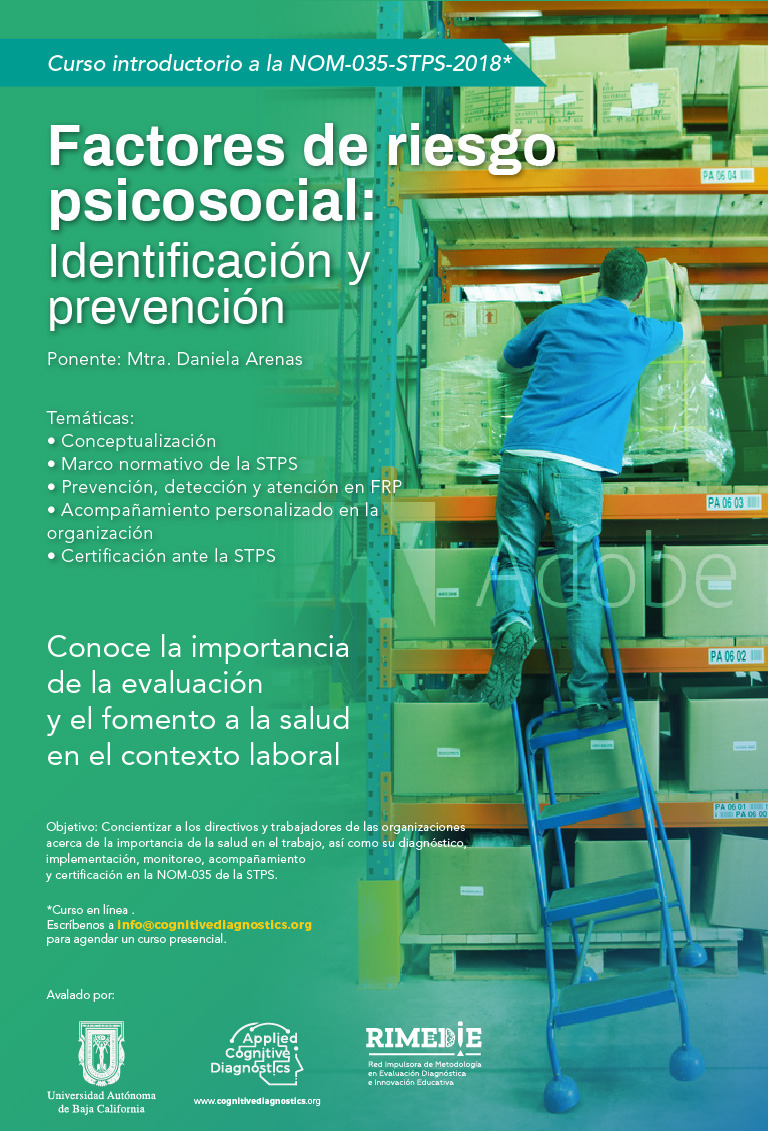 Curso introductorio a la NOM-035-STPS-2018*
Factores de riesgo
psicosocial:
Identificación y
prevención
Ponente: Mtra. Daniela Arenas
Temáticas:
• Conceptualización
• Marco normativo de la STPS
• Prevención, detección y atención en FRP
• Acompañamiento personalizado en la
organización
• Certificación ante la STPS
Conoce la importancia
de la evaluación
y el fomento a la salud
en el contexto laboral
Objetivo: Concientizar a los directivos y trabajadores de las organizaciones
acerca de la importancia de la salud en el trabajo, así como su diagnóstico,
implementación, monitoreo, acompañamiento
y certificación en la NOM-035 de la STPS.
*Curso en línea .
Escríbenos a info@cognitivediagnostics.org
para agendar un curso presencial.
Avalado por:
Universidad Autónoma
de Baja California
Applied
Cognitive
Diagnostics
www.cognitivediagnostics.org
RIMEDIE
Red Impulsora de Metodología
en Evaluación Diagnóstica
e Innovación Educativa
PA 06 04
PA 06 03
Adobe
PA 06 02
PA 06 01
PA 06 00